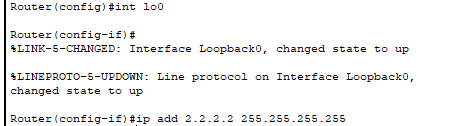 Router(config)#int lo0
Router(config-if)#
%LINK-5-CHANGED: Interface Loopback0, changed state to up
%LINEPROTO-5-UPDOWN: Line protocol on Interface Loopback0,
changed state to up
Router(config-if)#ip add 2.2.2.2 255.255.255.255